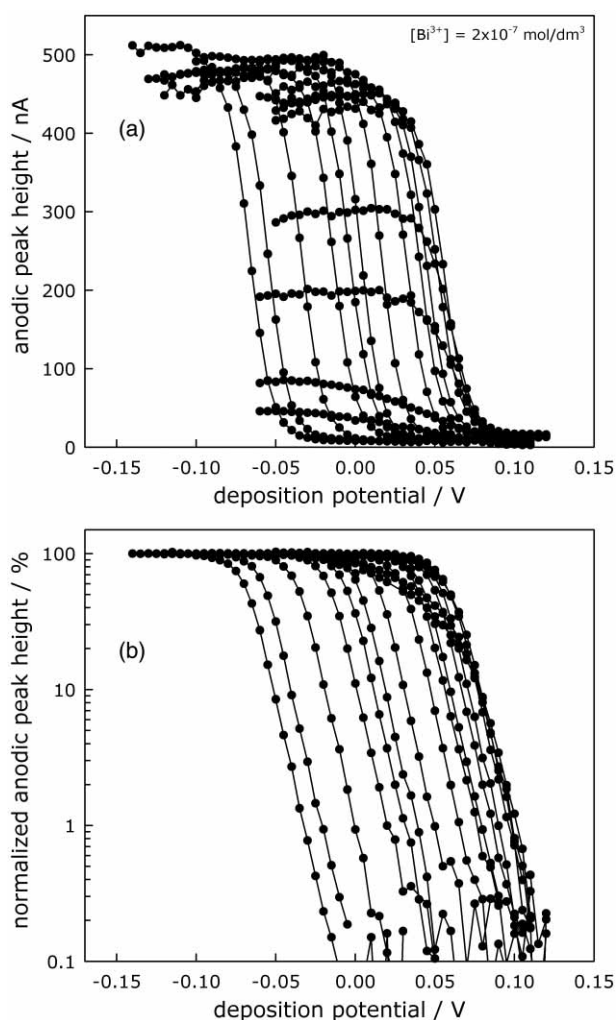 [Bi³⁺] = 2x10⁻⁷ mol/dm³
500
400
300
200
100
0
anodic peak height / nA
(a)
-0.15 -0.10 -0.05 0.00 0.05 0.10 0.15
deposition potential / V
100
10
1
0.1
normalized anodic peak height / %
(b)
-0.15 -0.10 -0.05 0.00 0.05 0.10 0.15
deposition potential / V